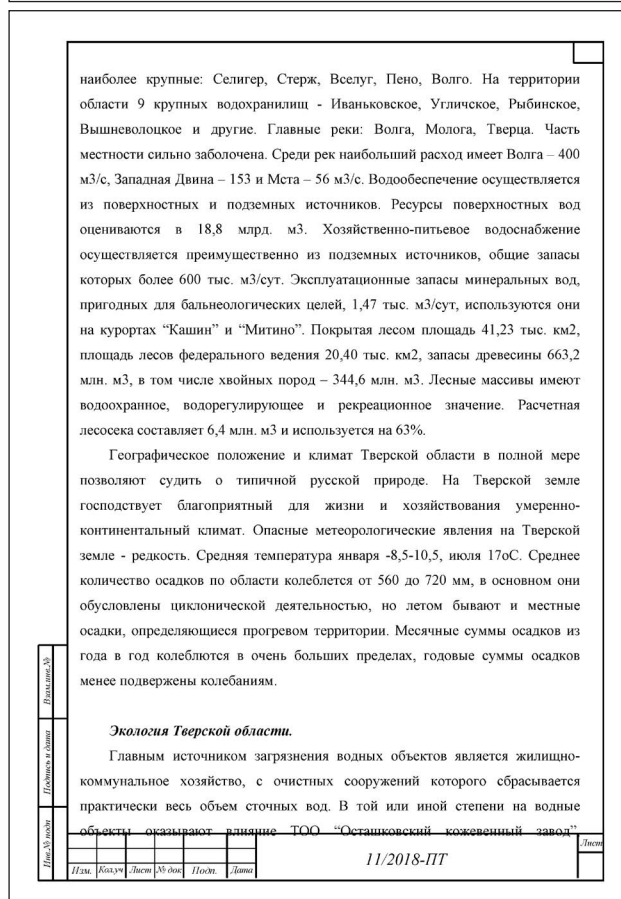 наиболее крупные: Селигер, Стерж, Вселуг, Пено, Волго. На территории
области 9 крупных водохранилищ - Иваньковское, Угличское, Рыбинское,
Вышневолоцкое и другие. Главные реки: Волга, Молога, Тверца. Часть
местности сильно заболочена. Среди рек наибольший расход имеет Волга – 400
м3/с, Западная Двина – 153 и Мста – 56 м3/с. Водообеспечение осуществляется
из поверхностных и подземных источников. Ресурсы поверхностных вод
оцениваются в 18,8 млрд. м3. Хозяйственно-питьевое водоснабжение
осуществляется преимущественно из подземных источников, общие запасы
которых более 600 тыс. м3/сут. Эксплуатационные запасы минеральных вод,
пригодных для бальнеологических целей, 1,47 тыс. м3/сут, используются они
на курортах “Кашин” и “Митино”. Покрытая лесом площадь 41,23 тыс. км2,
площадь лесов федерального ведения 20,40 тыс. км2, запасы древесины 663,2
млн. м3, в том числе хвойных пород – 344,6 млн. м3. Лесные массивы имеют
водоохранное, водорегулирующее и рекреационное значение. Расчетная
лесосека составляет 6,4 млн. м3 и используется на 63%.
Географическое положение и климат Тверской области в полной мере
позволяют судить о типичной русской природе. На Тверской земле
господствует благоприятный для жизни и хозяйствования умеренно-
континентальный климат. Опасные метеорологические явления на Тверской
земле - редкость. Средняя температура января -8,5-10,5, июля 17оС. Среднее
количество осадков по области колеблется от 560 до 720 мм, в основном они
обусловлены циклонической деятельностью, но летом бывают и местные
осадки, определяющиеся прогревом территории. Месячные суммы осадков из
года в год колеблются в очень больших пределах, годовые суммы осадков
менее подвержены колебаниям.
Экология Тверской области.
Главным источником загрязнения водных объектов является жилищно-
коммунальное хозяйство, с очистных сооружений которого сбрасывается
практически весь объем сточных вод. В той или иной степени на водные
объекты оказывают влияние ТОО “Осташковский кожевенный завод”,
Взам.инв.№
Подпись и дата
Инв.№ подп
Изм. Кол.уч Лист № док Подп. Дата
11/2018-ПТ
Лист